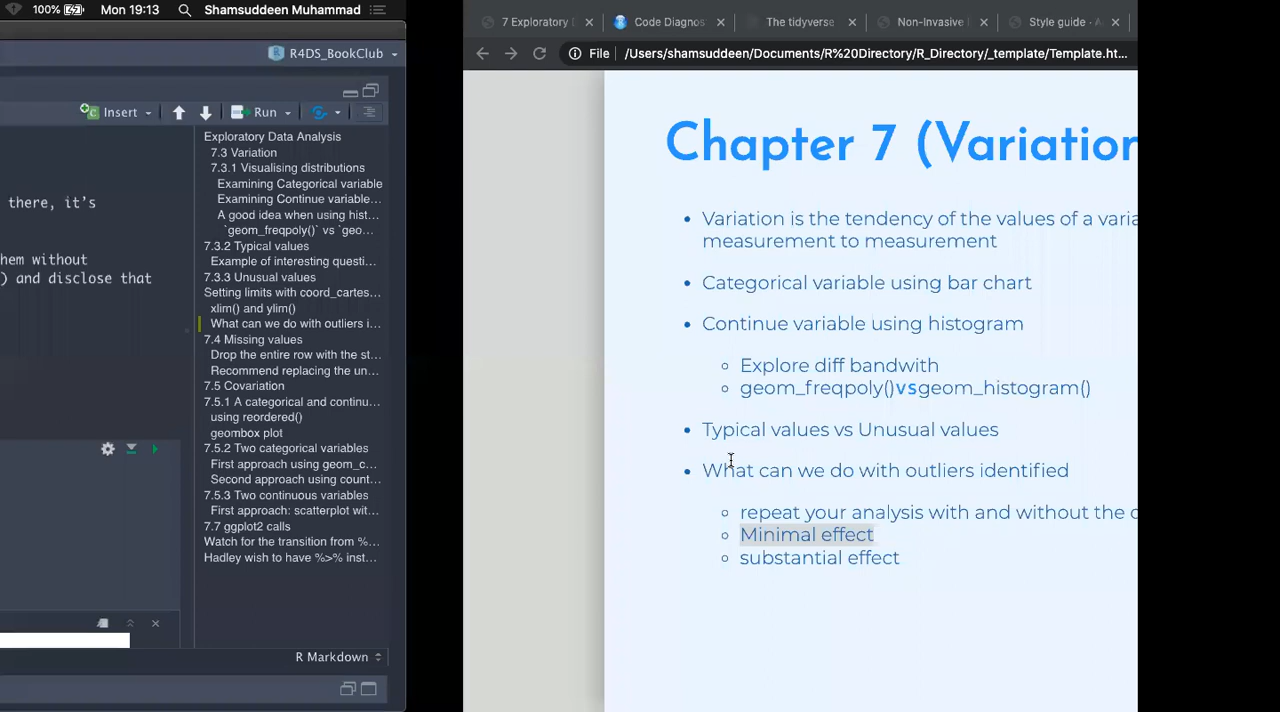 100% Mon 19:13 Shamsuddeen Muhammad
R4DS_BookClub
Insert Run
Exploratory Data Analysis
7.3 Variation
7.3.1 Visualising distributions
Examining Categorical variable
Examining Continue variable…
A good idea when using hist…
`geom_freqpoly()` vs `geo…
7.3.2 Typical values
Example of interesting questi…
7.3.3 Unusual values
Setting limits with coord_cartes…
xlim() and ylim()
What can we do with outliers i…
7.4 Missing values
Drop the entire row with the st…
Recommend replacing the un…
7.5 Covariation
7.5.1 A categorical and continu…
using reordered()
geombox plot
7.5.2 Two categorical variables
First approach using geom_c…
Second approach using count…
7.5.3 Two continuous variables
First approach: scatterplot wit…
7.7 ggplot2 calls
Watch for the transition from %…
Hadley wish to have %>% inst…
there, it’s
hem without
) and disclose that
R Markdown
7 Exploratory Code Diagnos The tidyverse Non-Invasive Style guide · A
File /Users/shamsuddeen/Documents/R%20Directory/R_Directory/_template/Template.ht...
Chapter 7 (Variation
• Variation is the tendency of the values of a varia
measurement to measurement
• Categorical variable using bar chart
• Continue variable using histogram
◦ Explore diff bandwith
◦ geom_freqpoly()vsgeom_histogram()
• Typical values vs Unusual values
• What can we do with outliers identified
◦ repeat your analysis with and without the
◦ Minimal effect
◦ substantial effect